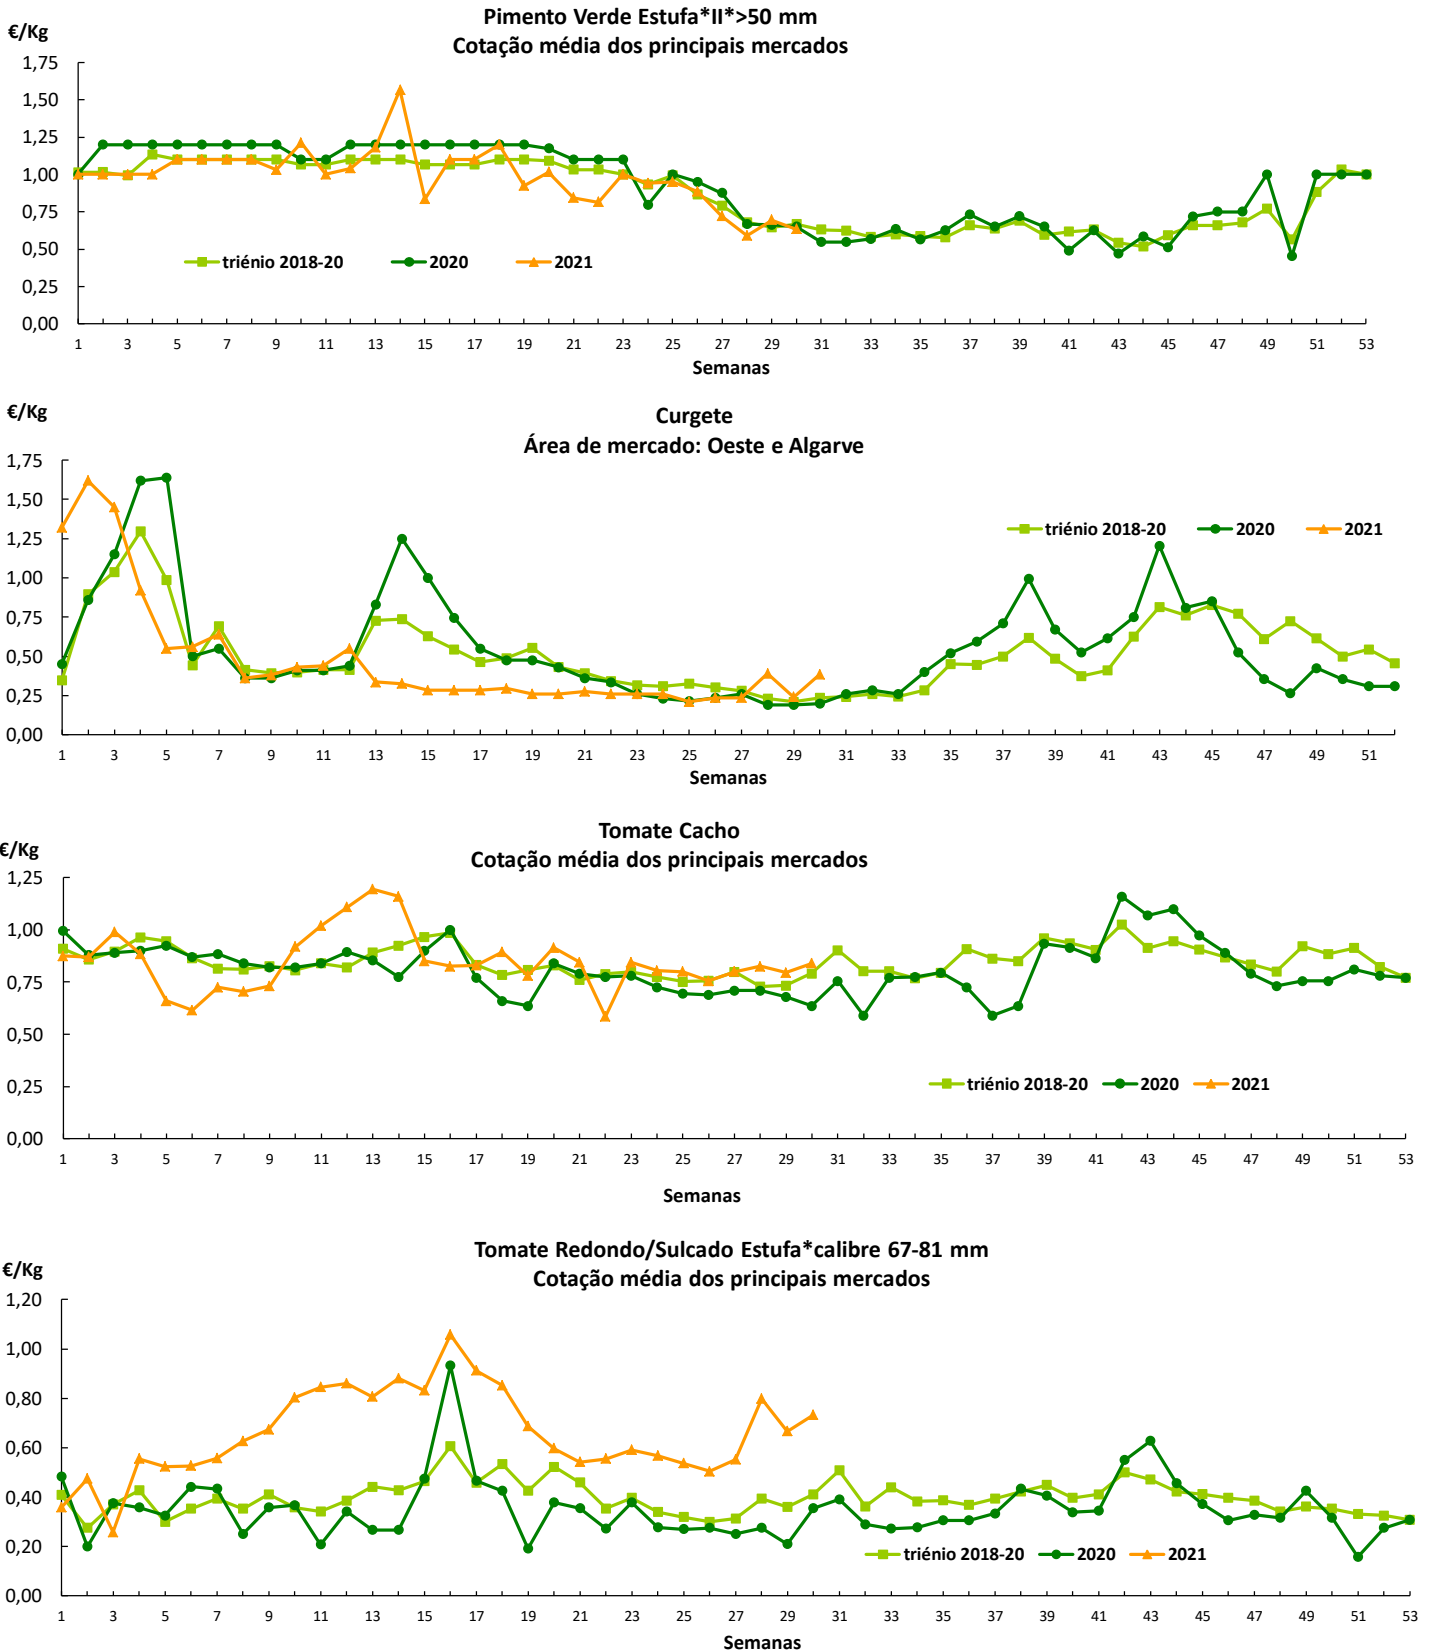 Pimento Verde Estufa*II*>50 mm
€/Kg
Cotação média dos principais mercados
1,75
1,50
1,25
1,00
0,75
0,50
triénio 2018-20 2020 2021
0,25
0,00
1 3 5 7 9 11 13 15 17 19 21 23 25 27 29 31 33 35 37 39 41 43 45 47 49 51 53
Semanas
€/Kg
Curgete
Área de mercado: Oeste e Algarve
1,75
1,50
triénio 2018-20 2020 2021
1,25
1,00
0,75
0,50
0,25
0,00
1 3 5 7 9 11 13 15 17 19 21 23 25 27 29 31 33 35 37 39 41 43 45 47 49 51
Semanas
Tomate Cacho
€/Kg
Cotação média dos principais mercados
1,25
1,00
0,75
0,50
triénio 2018-20 2020 2021
0,25
0,00
1 3 5 7 9 11 13 15 17 19 21 23 25 27 29 31 33 35 37 39 41 43 45 47 49 51 53
Semanas
Tomate Redondo/Sulcado Estufa*calibre 67-81 mm
€/Kg
Cotação média dos principais mercados
1,20
1,00
0,80
0,60
0,40
triénio 2018-20 2020 2021
0,20
0,00
1 3 5 7 9 11 13 15 17 19 21 23 25 27 29 31 33 35 37 39 41 43 45 47 49 51 53
Semanas